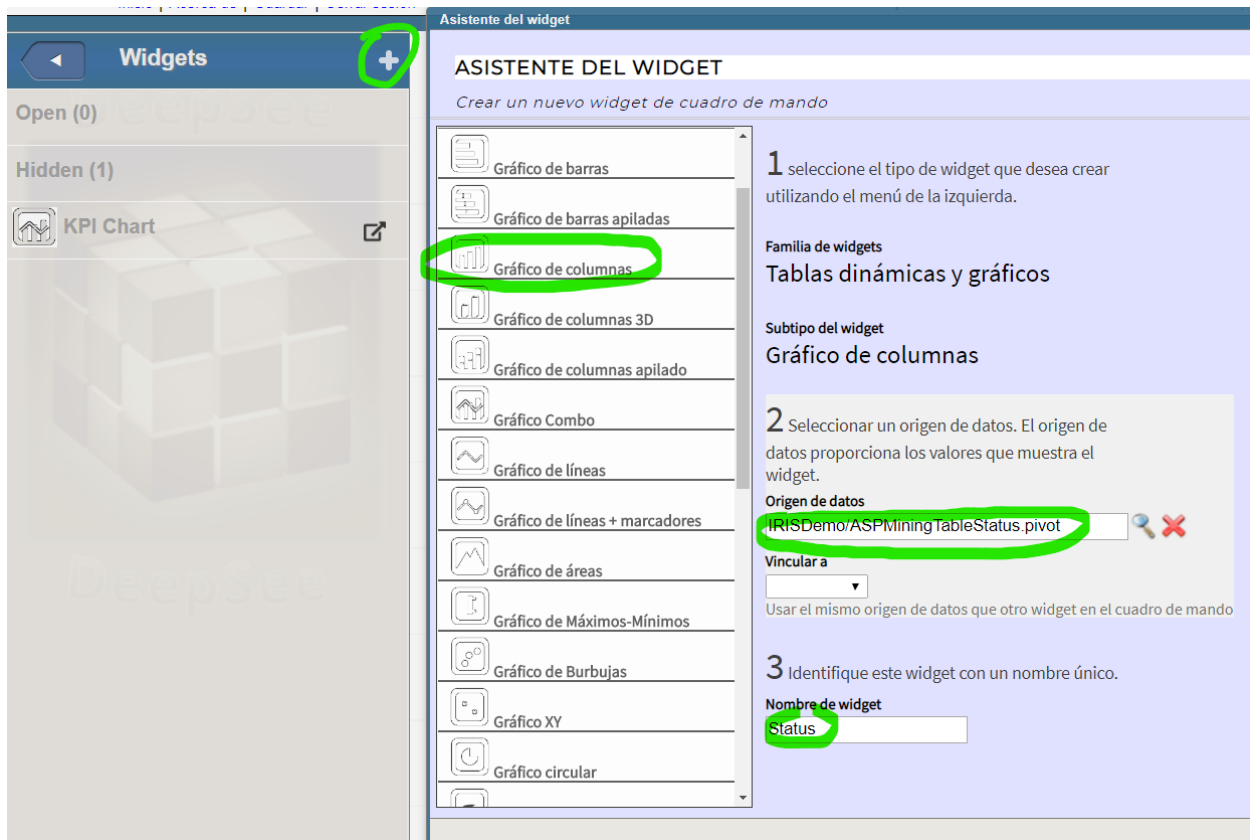 Asistente del widget
Widgets
Open (0)
Hidden (1)
KPI Chart
DeepSee
DeepSee
ASISTENTE DEL WIDGET
Crear un nuevo widget de cuadro de mando
Gráfico de barras
Gráfico de barras apiladas
Gráfico de columnas
Gráfico de columnas 3D
Gráfico de columnas apilado
Gráfico Combo
Gráfico de líneas
Gráfico de líneas + marcadores
Gráfico de áreas
Gráfico de Máximos-Mínimos
Gráfico de Burbujas
Gráfico XY
Gráfico circular
1 seleccione el tipo de widget que desea crear
utilizando el menú de la izquierda.
Familia de widgets
Tablas dinámicas y gráficos
Subtipo del widget
Gráfico de columnas
2 Seleccionar un origen de datos. El origen de
datos proporciona los valores que muestra el
widget.
Origen de datos
IRISDemo/ASPMiningTableStatus.pivot
Vincular a
Usar el mismo origen de datos que otro widget en el cuadro de mando
3 Identifique este widget con un nombre único.
Nombre de widget
Status